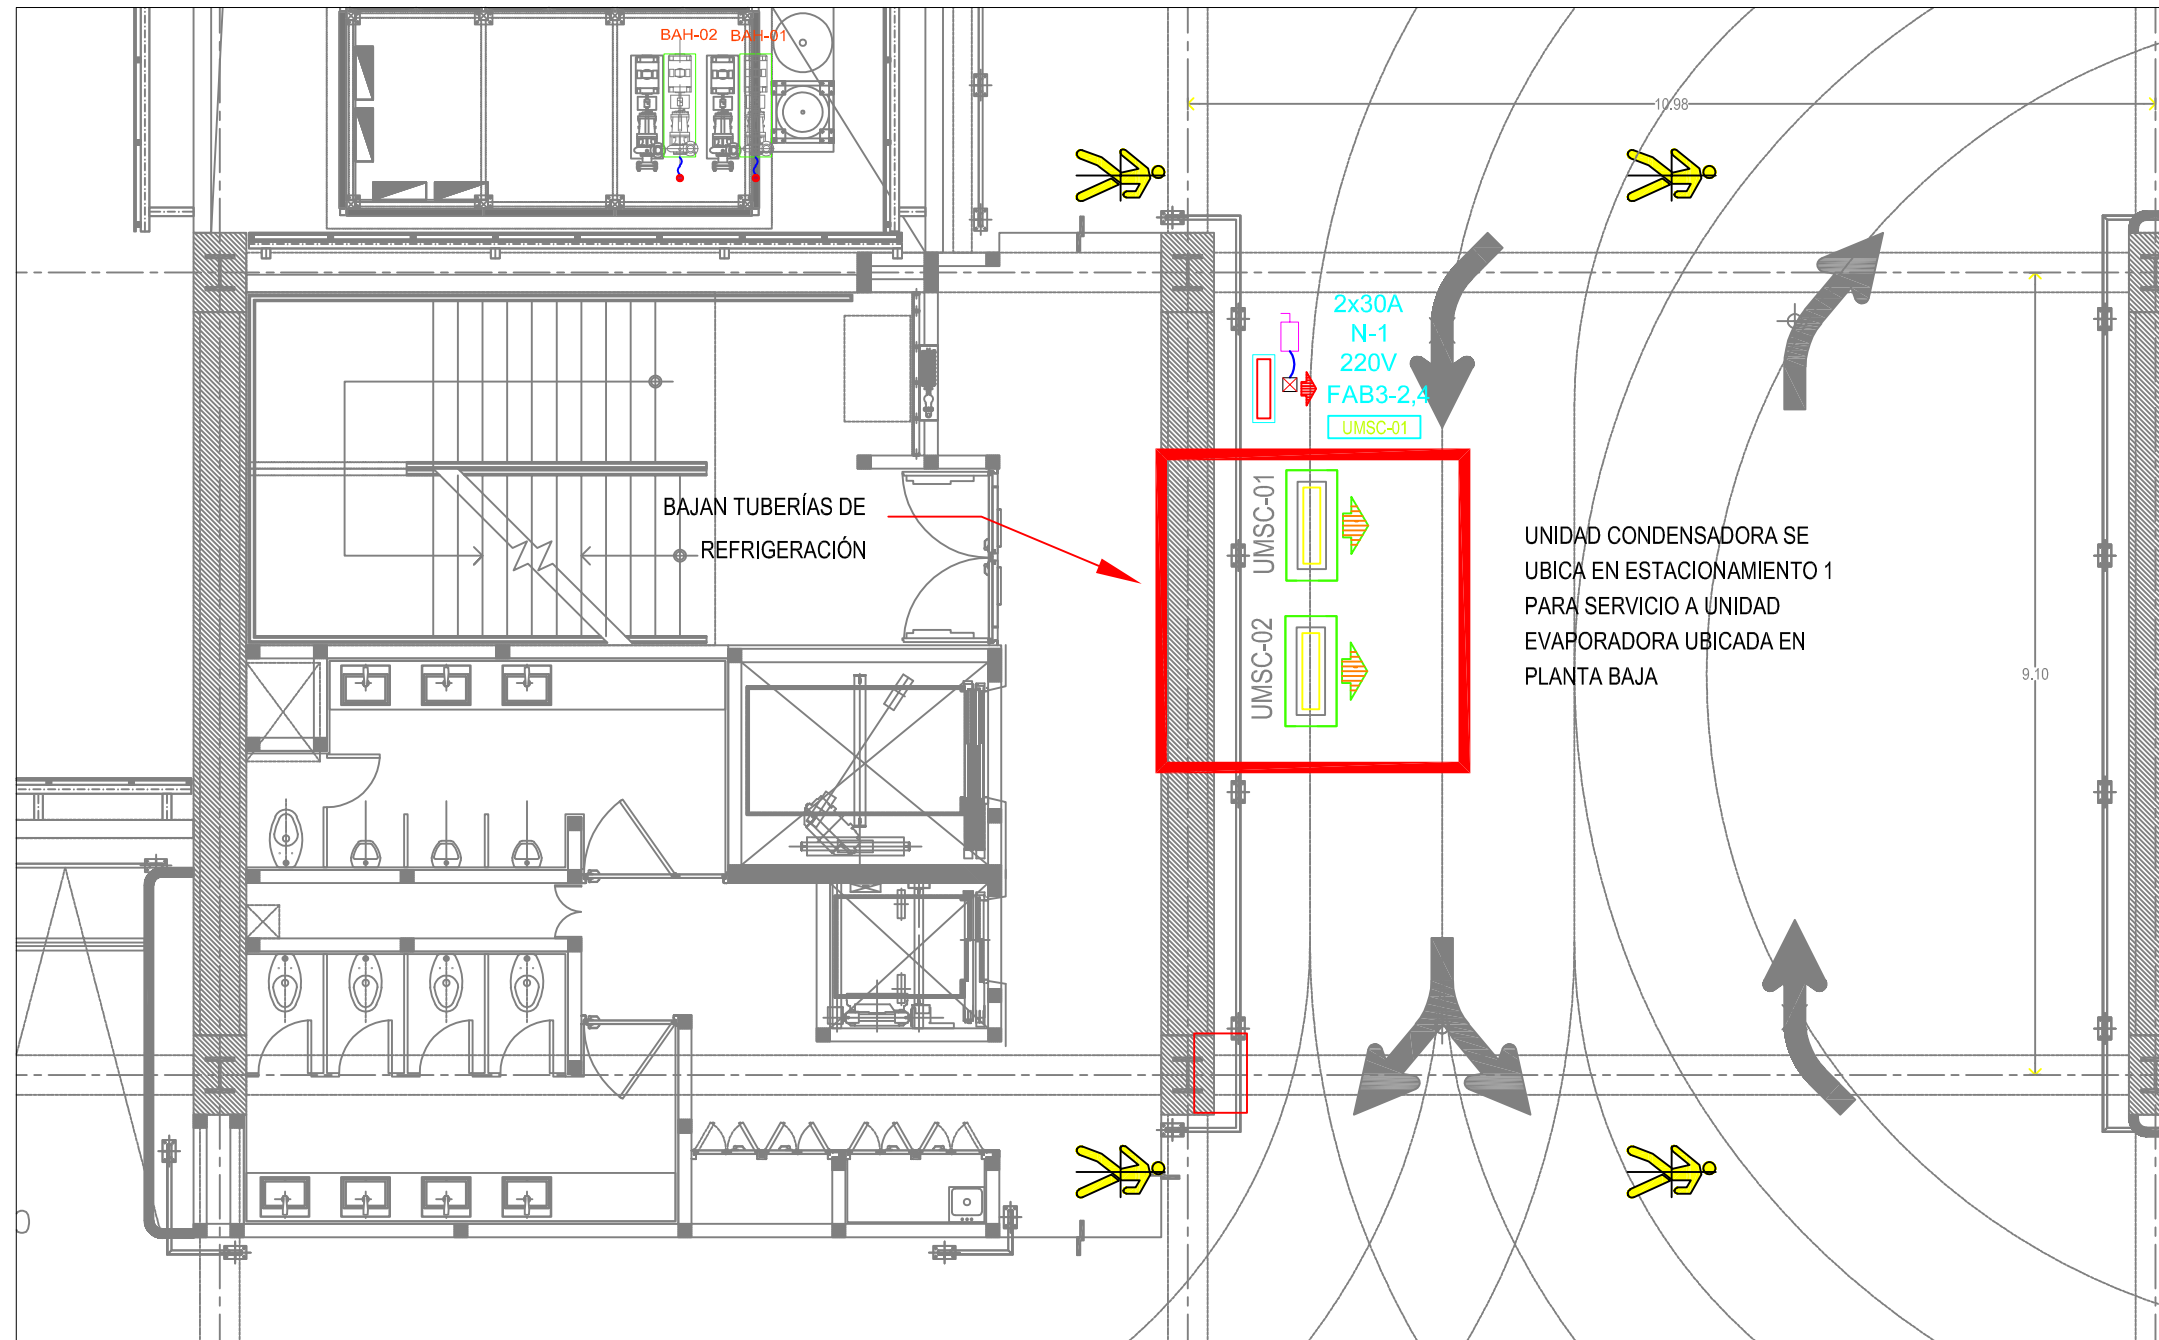 BAH-02 BAH-01
10.98
2x30A
N-1
220V
FAB3-2,4
UMSC-01
BAJAN TUBERÍAS DE
REFRIGERACIÓN
UMSC-01
UMSC-02
UNIDAD CONDENSADORA SE
UBICA EN ESTACIONAMIENTO 1
PARA SERVICIO A UNIDAD
EVAPORADORA UBICADA EN
PLANTA BAJA
9.10